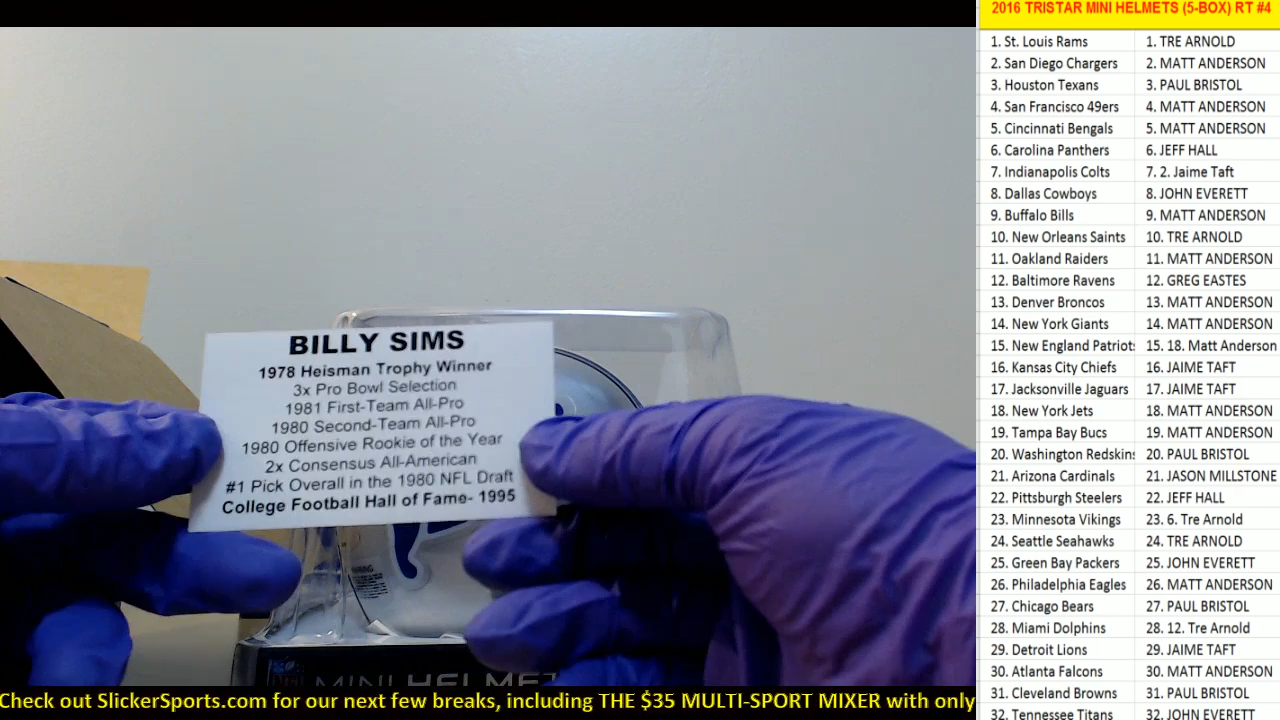 BILLY SIMS
1978 Heisman Trophy Winner
3x Pro Bowl Selection
1981 First-Team All-Pro
1980 Second-Team All-Pro
1980 Offensive Rookie of the Year
2x Consensus All-American
#1 Pick Overall in the 1980 NFL Draft
College Football Hall of Fame- 1995
MINI HELMET
Check out SlickerSports.com for our next few breaks, including THE $35 MULTI-SPORT MIXER with only
2016 TRISTAR MINI HELMETS (5-BOX) RT #4
1. St. Louis Rams 1. TRE ARNOLD
2. San Diego Chargers 2. MATT ANDERSON
3. Houston Texans 3. PAUL BRISTOL
4. San Francisco 49ers 4. MATT ANDERSON
5. Cincinnati Bengals 5. MATT ANDERSON
6. Carolina Panthers 6. JEFF HALL
7. Indianapolis Colts 7. 2. Jaime Taft
8. Dallas Cowboys 8. JOHN EVERETT
9. Buffalo Bills 9. MATT ANDERSON
10. New Orleans Saints 10. TRE ARNOLD
11. Oakland Raiders 11. MATT ANDERSON
12. Baltimore Ravens 12. GREG EASTES
13. Denver Broncos 13. MATT ANDERSON
14. New York Giants 14. MATT ANDERSON
15. New England Patriots 15. 18. Matt Anderson
16. Kansas City Chiefs 16. JAIME TAFT
17. Jacksonville Jaguars 17. JAIME TAFT
18. New York Jets 18. MATT ANDERSON
19. Tampa Bay Bucs 19. MATT ANDERSON
20. Washington Redskins 20. PAUL BRISTOL
21. Arizona Cardinals 21. JASON MILLSTONE
22. Pittsburgh Steelers 22. JEFF HALL
23. Minnesota Vikings 23. 6. Tre Arnold
24. Seattle Seahawks 24. TRE ARNOLD
25. Green Bay Packers 25. JOHN EVERETT
26. Philadelphia Eagles 26. MATT ANDERSON
27. Chicago Bears 27. PAUL BRISTOL
28. Miami Dolphins 28. 12. Tre Arnold
29. Detroit Lions 29. JAIME TAFT
30. Atlanta Falcons 30. MATT ANDERSON
31. Cleveland Browns 31. PAUL BRISTOL
32. Tennessee Titans 32. JOHN EVERETT